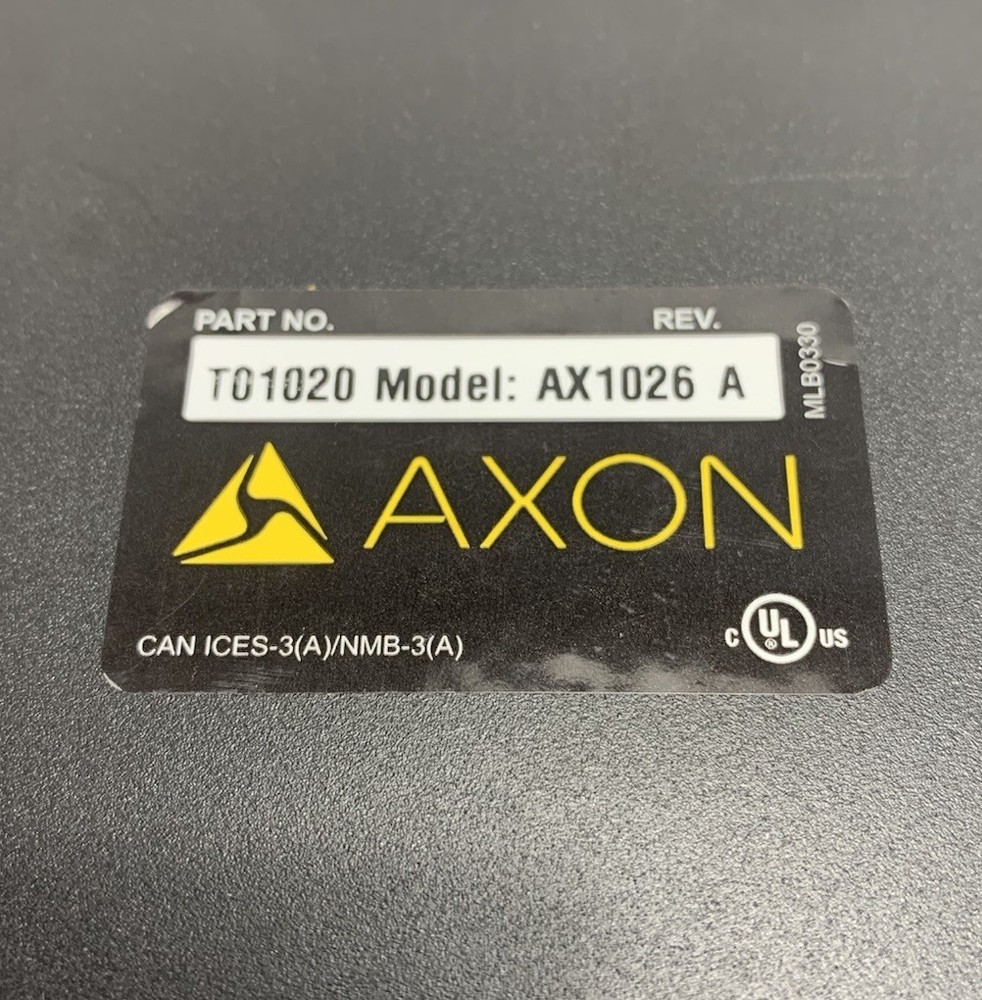 PART NO. REV.
T01020 Model: AX1026 A
MLB0330
AXON
CAN ICES-3(A)/NMB-3(A)
C UL ® US